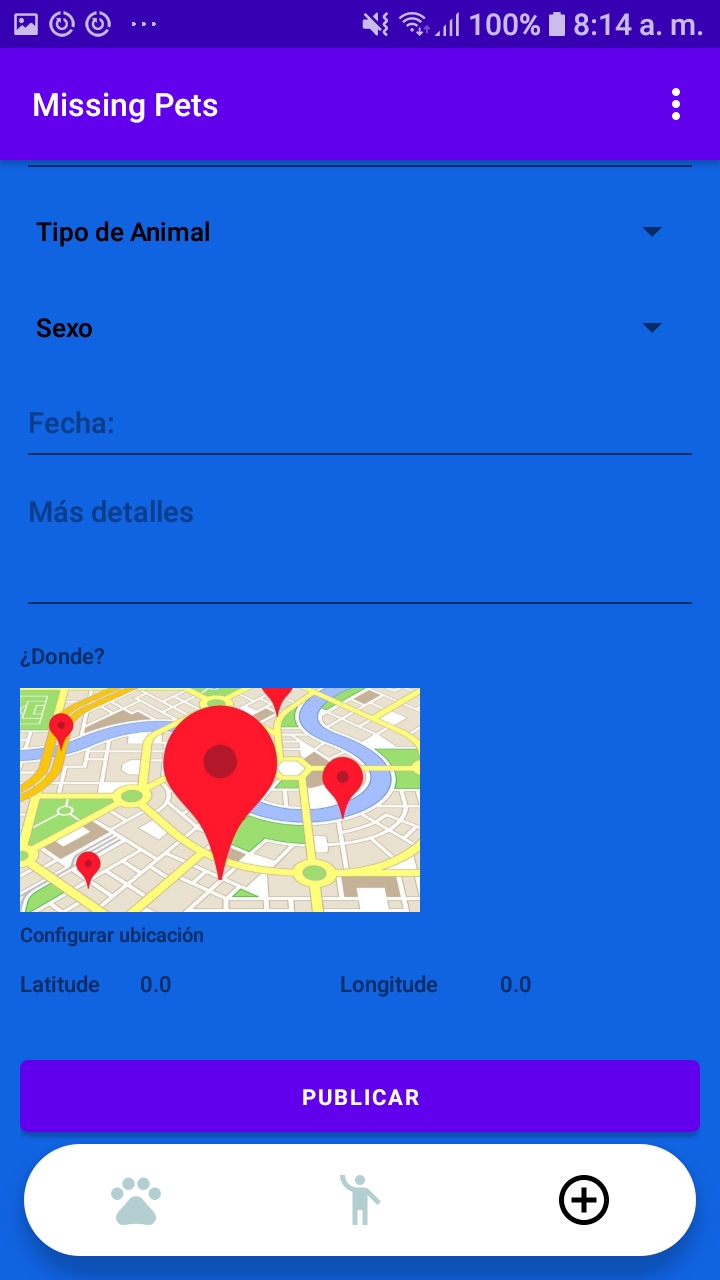 100% 8:14 a. m.
Missing Pets
Tipo de Animal
Sexo
Fecha:
Más detalles
¿Donde?
Configurar ubicación
Latitude 0.0 Longitude 0.0
PUBLICAR